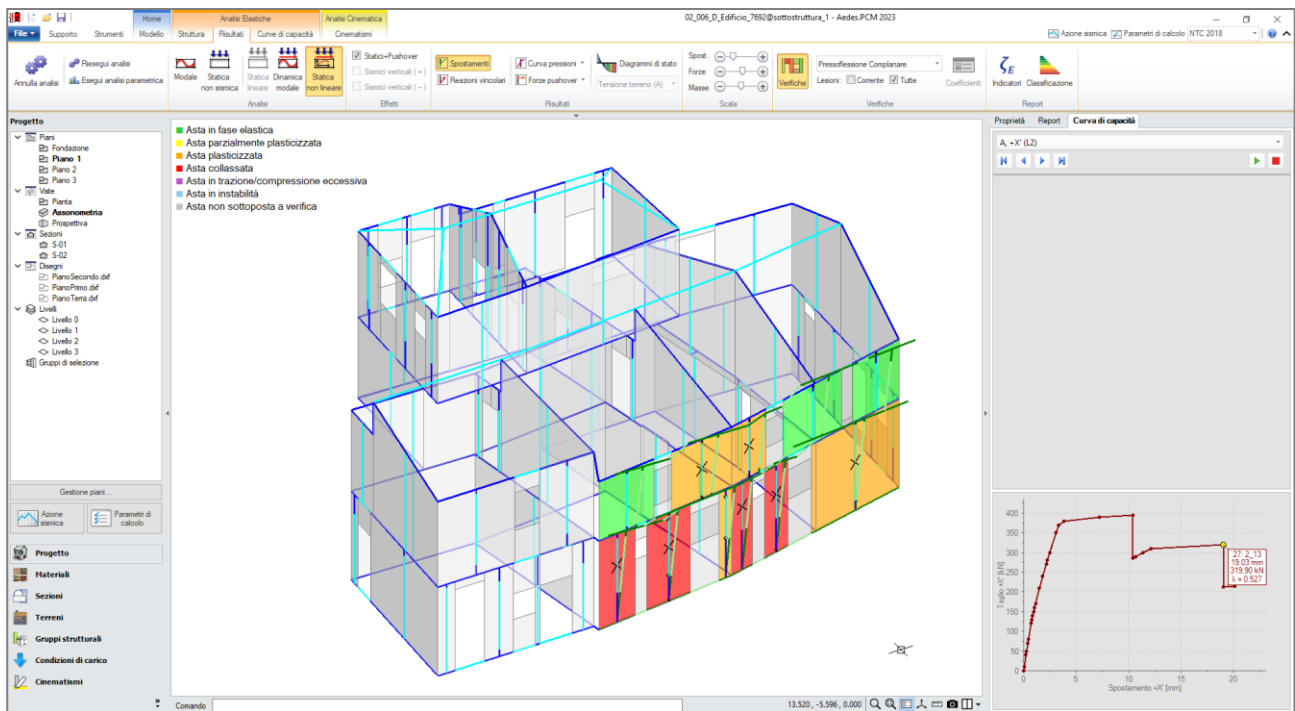 Home Analisi Elastiche Analisi Cinematica 02_006_D_Edificio_7692@sottostruttura_1 - Aedes.PCM 2023
File Supporto Strumenti Modello Struttura Risultati Curve di capacità Cinematismi Azione sismica Parametri di calcolo NTC 2018
Annulla analisi
Riesegui analisi
Esegui analisi parametrica
Modale
Statica non sismica
Statica lineare
Dinamica modale
Statica non lineare
Analisi
Statici+Pushover
Sismici verticali (+)
Sismici verticali (−)
Effetti
Spostamenti
Reazioni vincolari
Curva pressioni
Forze pushover
Diagrammi di stato
Tensione terreno (A)
Risultati
Spost.
Forze
Masse
Scala
Verifiche
Pressoflessione Complanare
Lesioni: Corrente Tutte
Coefficienti
Verifiche
Indicatori
Classificazione
Report
Progetto
Piani
Fondazione
Piano 1
Piano 2
Piano 3
Viste
Pianta
Assonometria
Prospettiva
Sezioni
S-01
S-02
Disegni
PianoSecondo.dxf
PianoPrimo.dxf
PianoTerra.dxf
Livelli
Livello 0
Livello 1
Livello 2
Livello 3
Gruppi di selezione
Gestione piani...
Azione sismica
Parametri di calcolo
Progetto
Materiali
Sezioni
Terreni
Gruppi strutturali
Condizioni di carico
Cinematismi
Asta in fase elastica
Asta parzialmente plasticizzata
Asta plasticizzata
Asta collassata
Asta in trazione/compressione eccessiva
Asta in instabilità
Asta non sottoposta a verifica
Comando
13.520 , -5.596, 0.000
Proprietà Report Curva di capacità
A, +X' (L2)
Taglio +X' [kN]
400
350
300
250
200
150
100
50
0
27: 2_13
19.03 mm
319.90 kN
λ = 0.527
0 5 10 15 20
Spostamento +X' [mm]